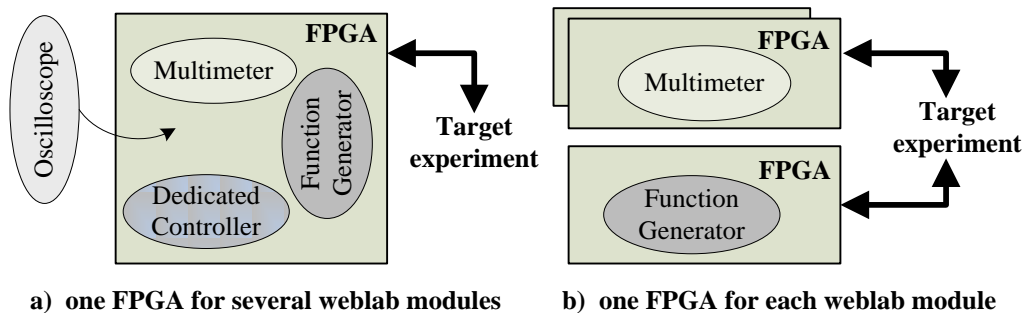 Oscilloscope
FPGA
Multimeter
Function
Generator
Dedicated
Controller
Target
experiment
a) one FPGA for several weblab modules
FPGA
Multimeter
FPGA
Function
Generator
Target
experiment
b) one FPGA for each weblab module